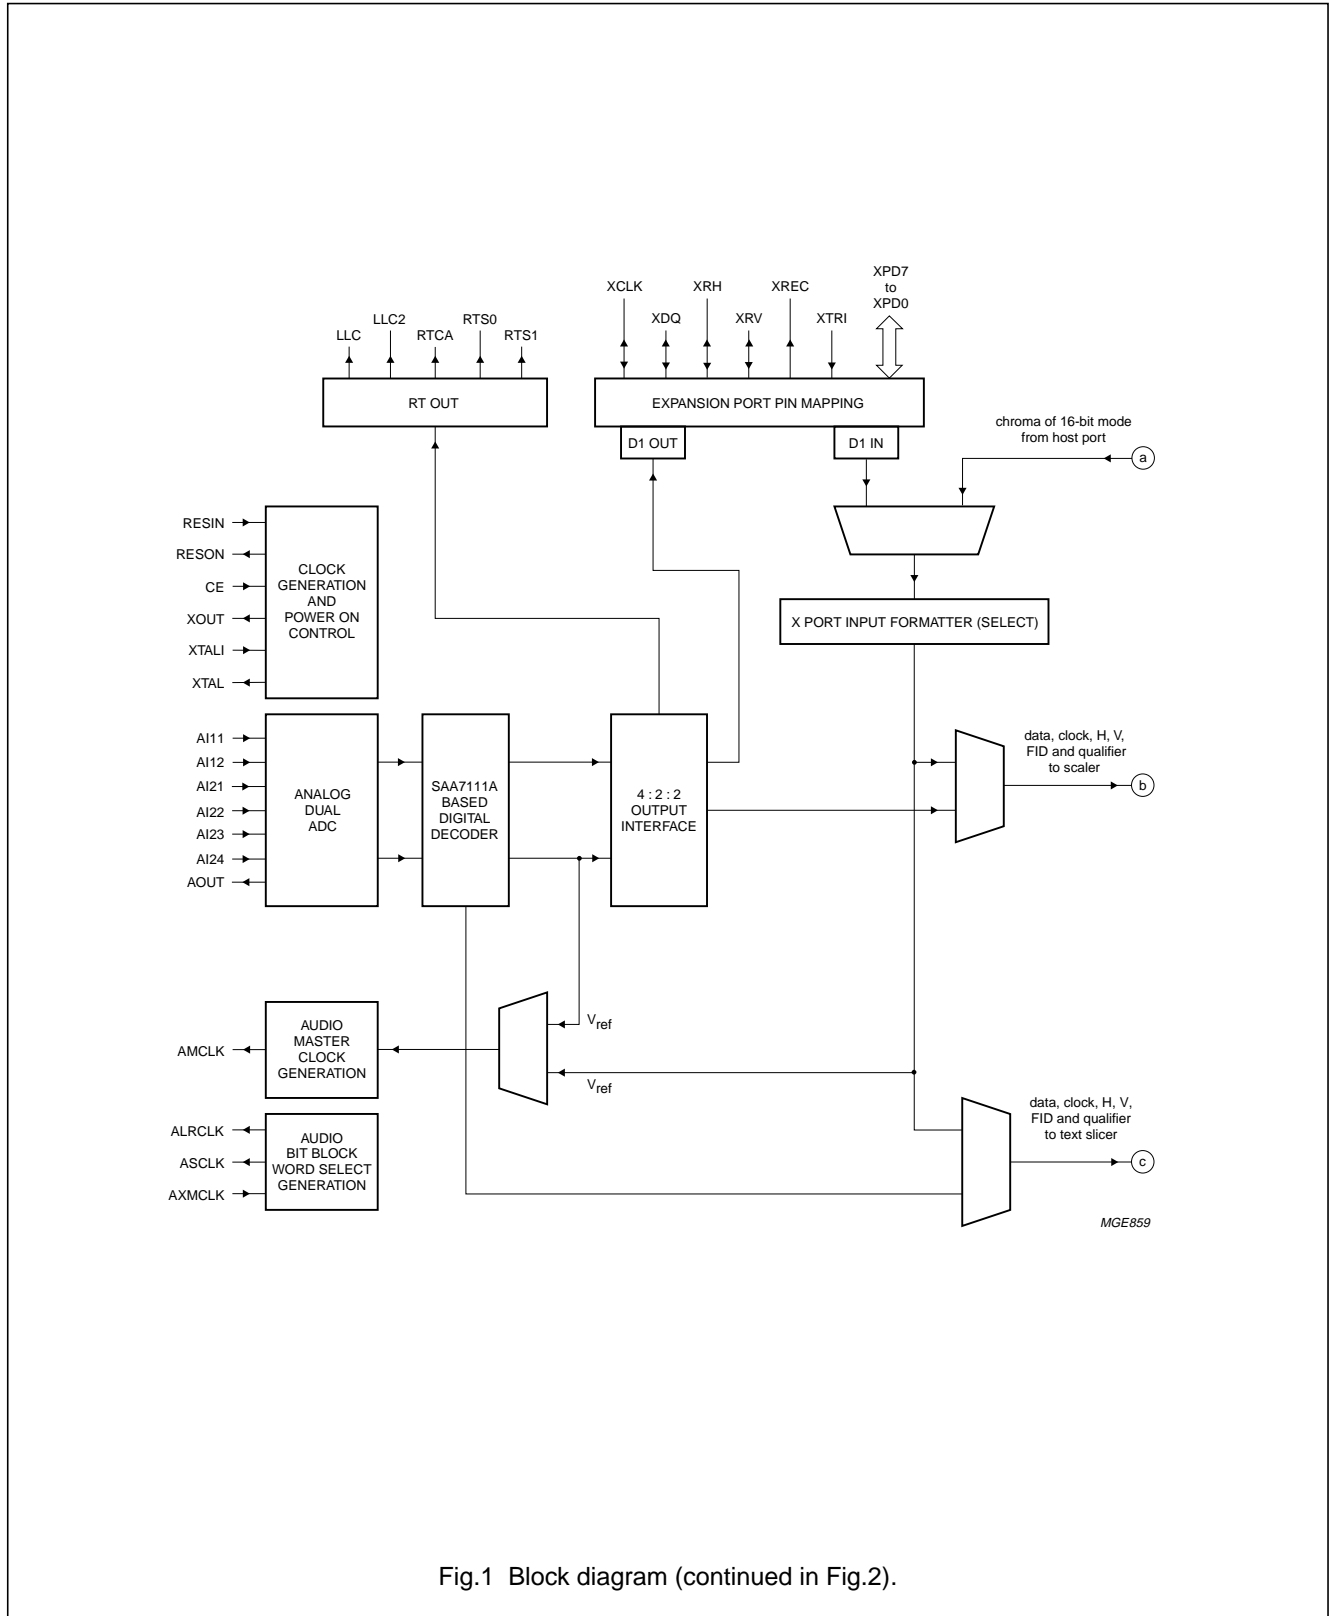 XPD7
to
XPD0
XCLK
XRH
XREC
XDQ
XRV
XTRI
LLC
LLC2
RTCA
RTS0
RTS1
RT OUT
EXPANSION PORT PIN MAPPING
D1 OUT
D1 IN
chroma of 16-bit mode
from host port
a
RESIN
RESON
CE
XOUT
XTALI
XTAL
CLOCK
GENERATION
AND
POWER ON
CONTROL
X PORT INPUT FORMATTER (SELECT)
AI11
AI12
AI21
AI22
AI23
AI24
AOUT
ANALOG
DUAL
ADC
SAA7111A
BASED
DIGITAL
DECODER
4 : 2 : 2
OUTPUT
INTERFACE
data, clock, H, V,
FID and qualifier
to scaler
b
AMCLK
AUDIO
MASTER
CLOCK
GENERATION
Vref
Vref
ALRCLK
ASCLK
AXMCLK
AUDIO
BIT BLOCK
WORD SELECT
GENERATION
data, clock, H, V,
FID and qualifier
to text slicer
c
MGE859
Fig.1 Block diagram (continued in Fig.2).